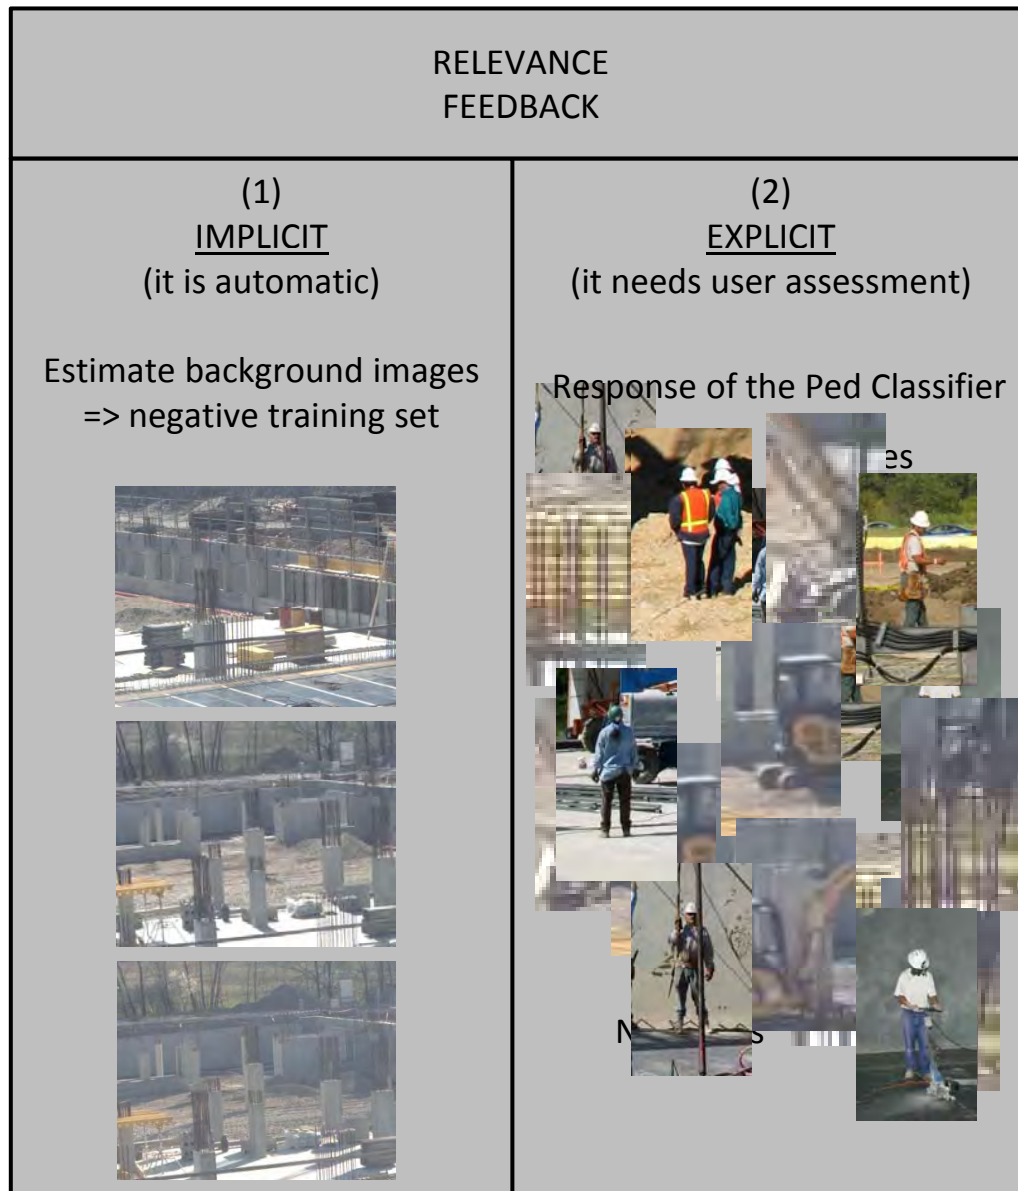 RELEVANCE
FEEDBACK
(1)
IMPLICIT
(it is automatic)
Estimate background images
=> negative training set
(2)
EXPLICIT
(it needs user assessment)
Response of the Ped Classifier